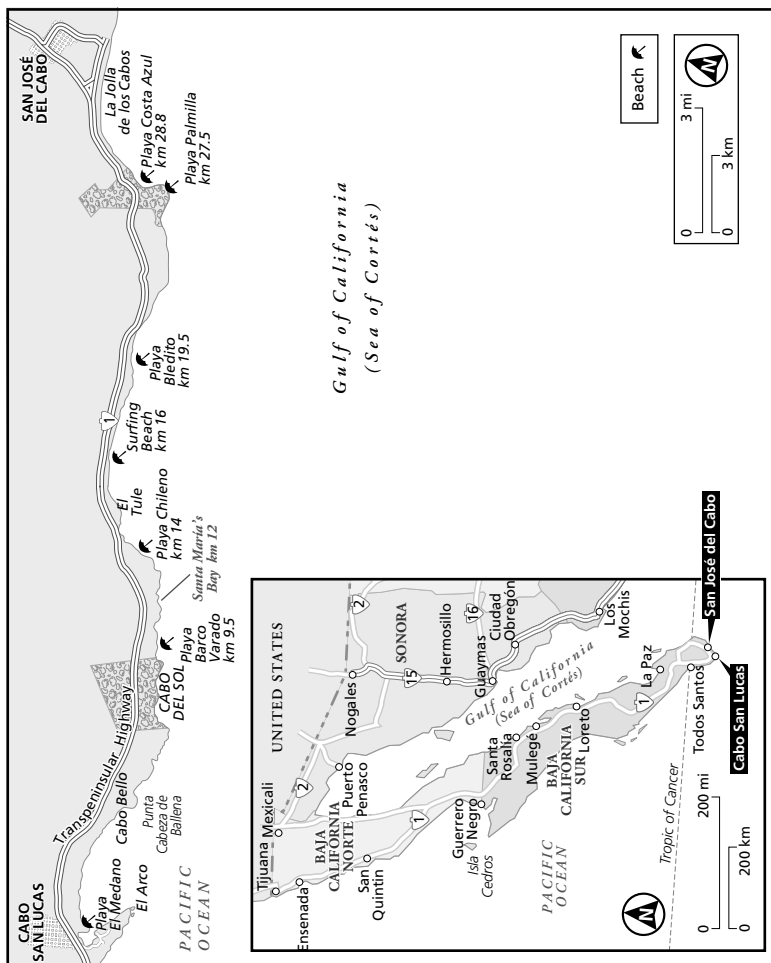 SAN JOSÉ
DEL CABO
La Jolla
de los Cabos
Playa Costa Azul
km 28.8
Playa Palmilla
km 27.5
Playa
Bledito
km 19.5
1
Surfing
Beach
km 16
El
Tule
Playa Chileno
km 14
Santa María's
Bay km 12
Playa
Barco
Varado
km 9.5
CABO
DEL SOL
Transpeninsular Highway
Cabo Bello
Punta
Cabeza de
Ballena
CABO
SAN LUCAS
Playa
El Medano
El Arco
PACIFIC
OCEAN
Gulf of California
(Sea of Cortés)
Beach
0 3 mi
0 3 km
N
UNITED STATES
Tijuana
Mexicali
2
2
Ensenada
BAJA
CALIFORNIA
NORTE
San
Quintin
Puerto
Penasco
Nogales
SONORA
15
Hermosillo
16
Guaymas
Ciudad
Obregón
Los
Mochis
Gulf of California
(Sea of Cortés)
1
Guerrero
Negro
Isla
Cedros
Santa
Rosalía
Mulegé
BAJA
CALIFORNIA
SUR
Loreto
1
La Paz
PACIFIC
OCEAN
Tropic of Cancer
Todos Santos
San José del Cabo
Cabo San Lucas
N
0 200 mi
0 200 km